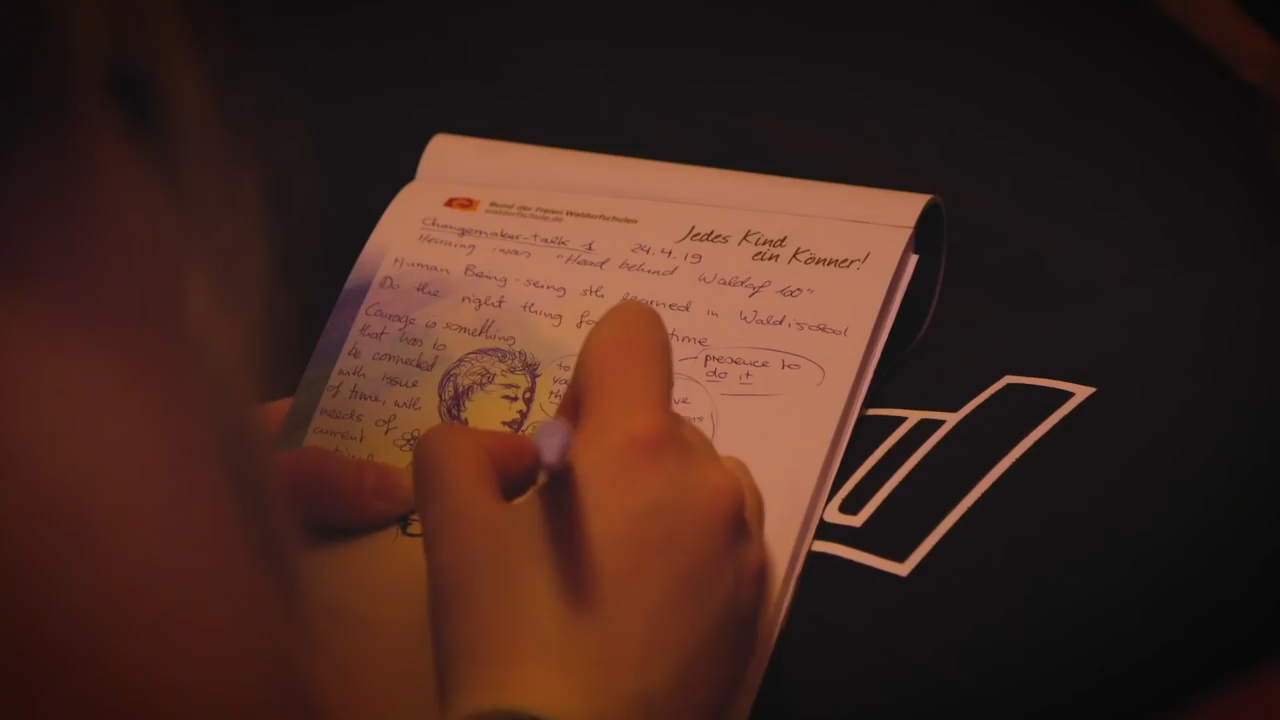 Bund der Freien Waldorfschulen
waldorfschule.de
Jedes Kind
ein Könner!
Changemaker-talk 1 24.4.19
Henning "Head behind Waldorf 100"
Human Being - seing sth learned in
Do the right thing time
Courage is something
that has to
be connected
with issue
of time, with
needs of
current
presence to
do it
to